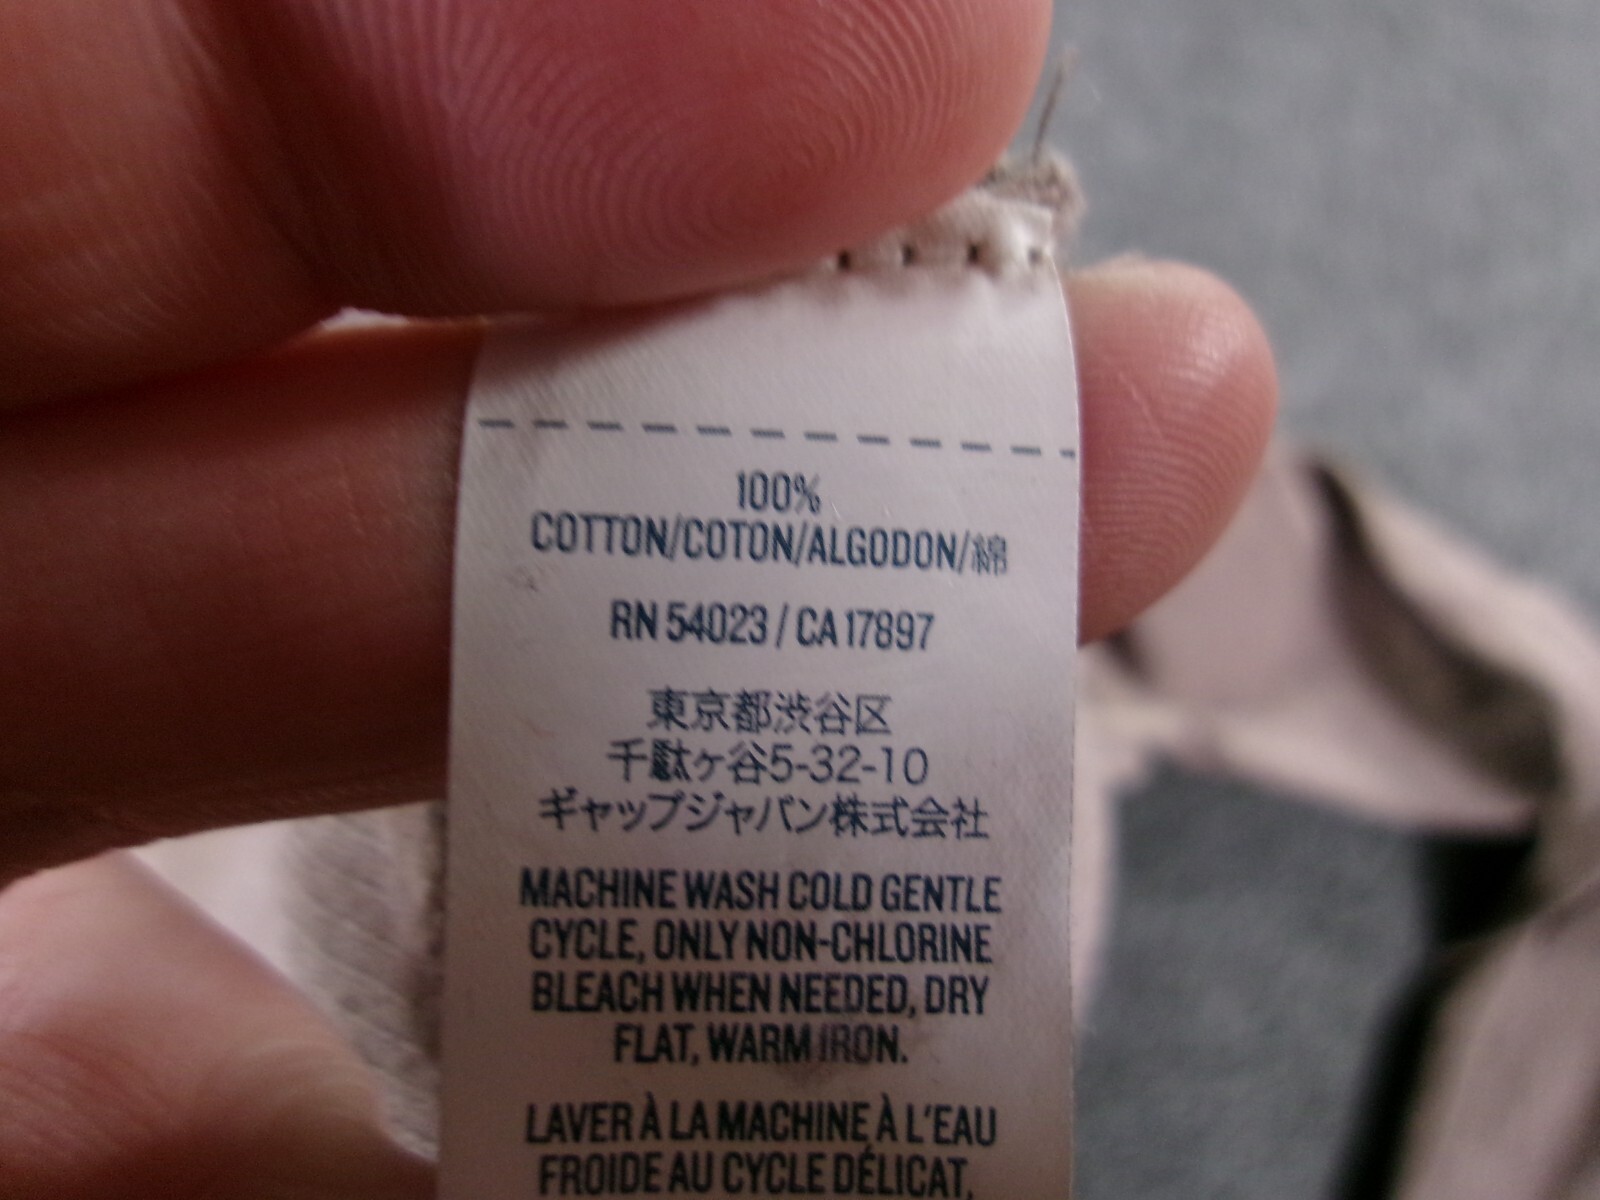 100%
COTTON/COTON/ALGODON/綿
RN 54023 / CA 17897
東京都渋谷区
千駄ヶ谷5-32-10
ギャップジャパン株式会社
MACHINE WASH COLD GENTLE
CYCLE, ONLY NON-CHLORINE
BLEACH WHEN NEEDED, DRY
FLAT, WARM IRON.
LAVER À LA MACHINE À L'EAU
FROIDE AU CYCLE DÉLICAT,